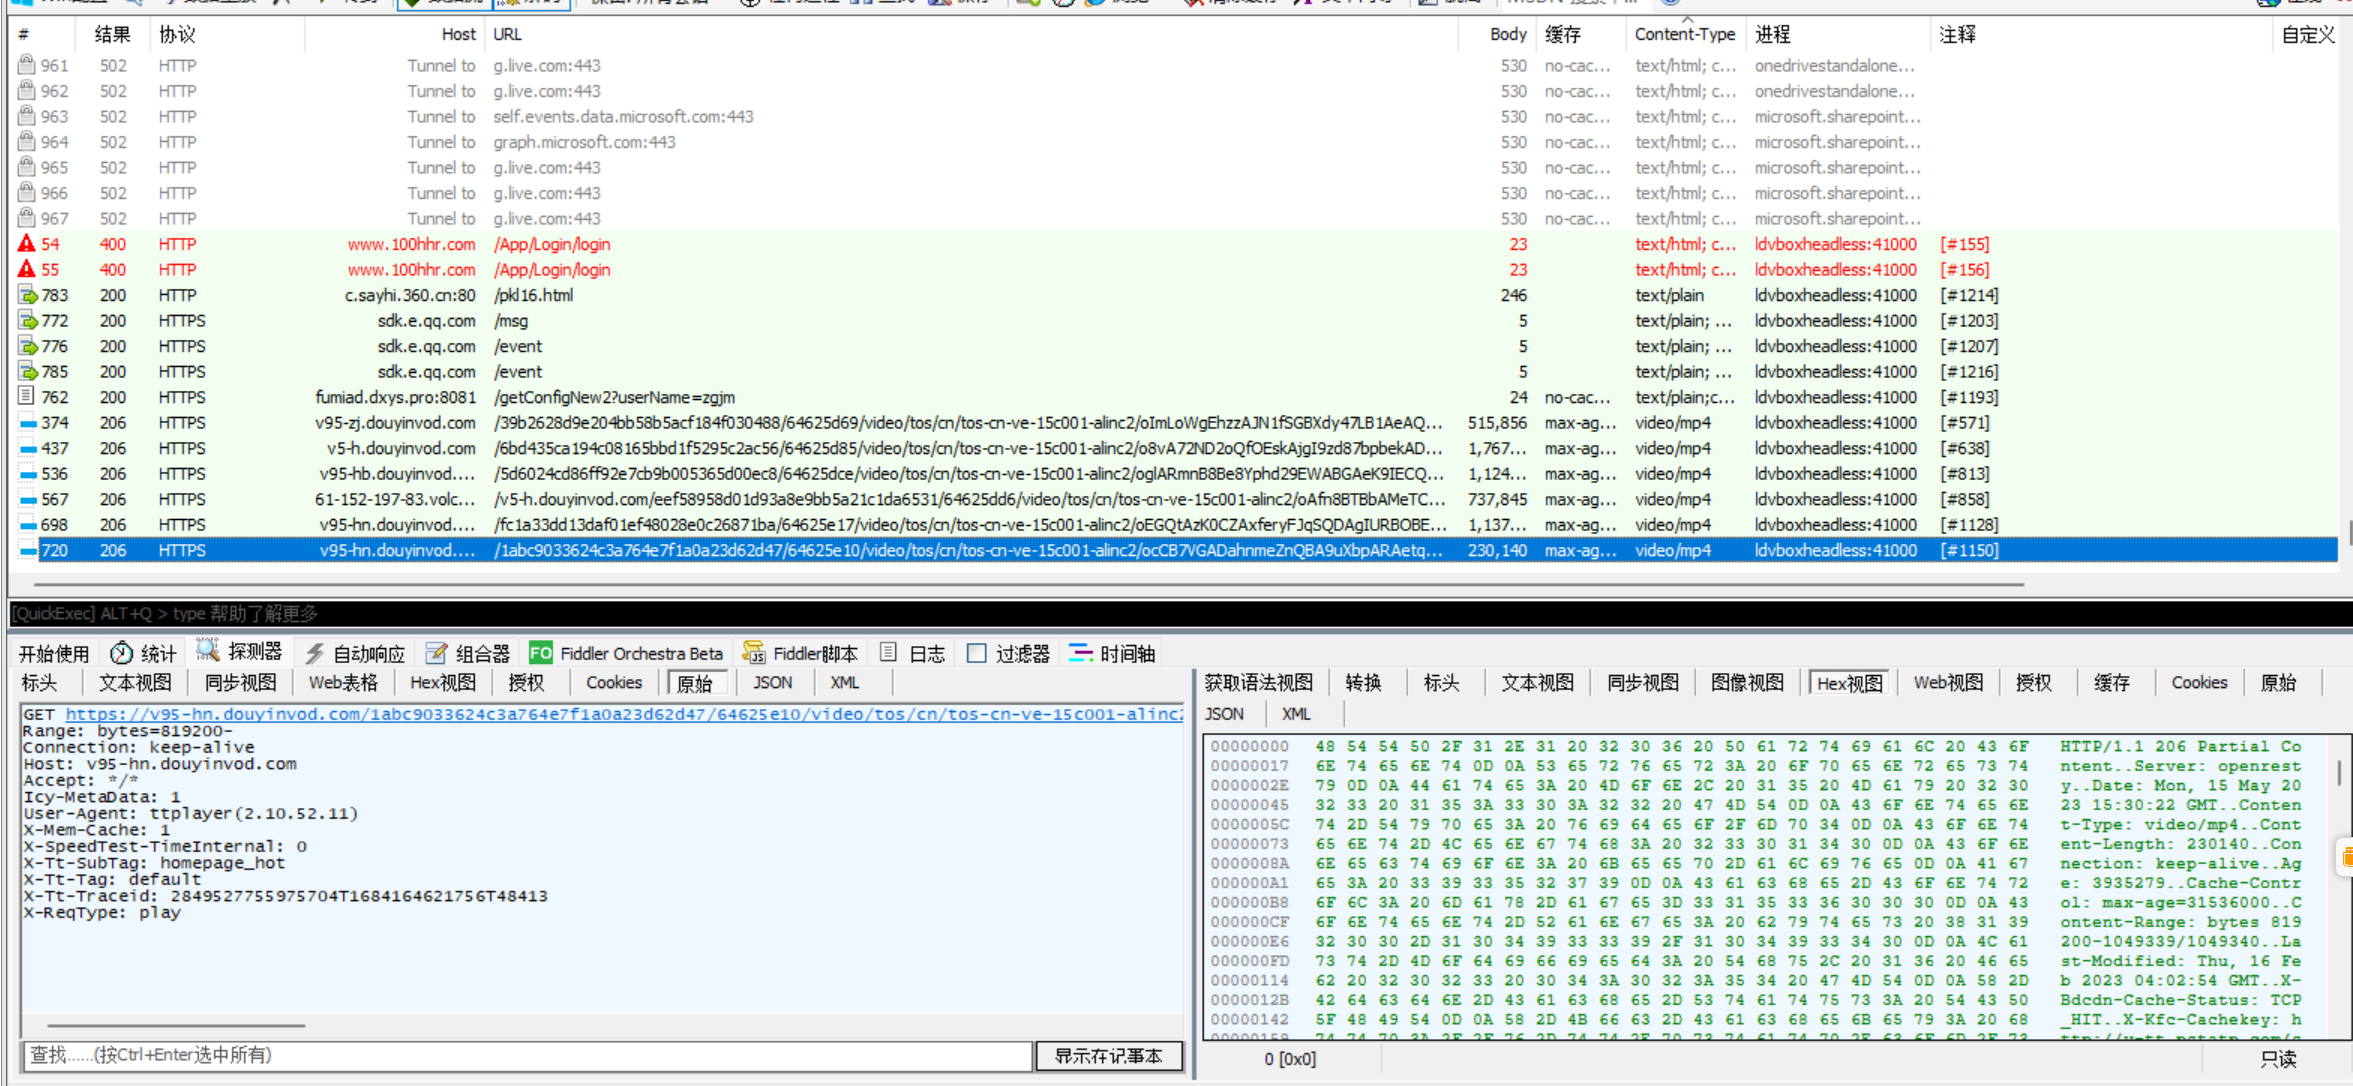 # 结果 协议 Host URL Body 缓存 Content-Type 进程 注释 自定义
961 502 HTTP Tunnel to g.live.com:443 530 no-cac... text/html; c... onedrivestandalone...
962 502 HTTP Tunnel to g.live.com:443 530 no-cac... text/html; c... onedrivestandalone...
963 502 HTTP Tunnel to self.events.data.microsoft.com:443 530 no-cac... text/html; c... microsoft.sharepoint...
964 502 HTTP Tunnel to graph.microsoft.com:443 530 no-cac... text/html; c... microsoft.sharepoint...
965 502 HTTP Tunnel to g.live.com:443 530 no-cac... text/html; c... microsoft.sharepoint...
966 502 HTTP Tunnel to g.live.com:443 530 no-cac... text/html; c... microsoft.sharepoint...
967 502 HTTP Tunnel to g.live.com:443 530 no-cac... text/html; c... microsoft.sharepoint...
54 400 HTTP www.100hhr.com /App/Login/login 23 text/html; c... ldvboxheadless:41000 [#155]
55 400 HTTP www.100hhr.com /App/Login/login 23 text/html; c... ldvboxheadless:41000 [#156]
783 200 HTTP c.sayhi.360.cn:80 /pkl16.html 246 text/plain ldvboxheadless:41000 [#1214]
772 200 HTTPS sdk.e.qq.com /msg 5 text/plain; ... ldvboxheadless:41000 [#1203]
776 200 HTTPS sdk.e.qq.com /event 5 text/plain; ... ldvboxheadless:41000 [#1207]
785 200 HTTPS sdk.e.qq.com /event 5 text/plain; ... ldvboxheadless:41000 [#1216]
762 200 HTTPS fumiad.dxys.pro:8081 /getConfigNew2?userName=zgjm 24 no-cac... text/plain;c... ldvboxheadless:41000 [#1193]
374 206 HTTPS v95-zj.douyinvod.com /39b2628d9e204bb58b5acf184f030488/64625d69/video/tos/cn/tos-cn-ve-15c001-alinc2/oImLoWgEhzzAJN1fSGBXdy47LB1AeAQ... 515,856 max-ag... video/mp4 ldvboxheadless:41000 [#571]
437 206 HTTPS v5-h.douyinvod.com /6bd435ca194c08165bbd1f5295c2ac56/64625d85/video/tos/cn/tos-cn-ve-15c001-alinc2/o8vA72ND2oQfOEskAjgI9zd87bpbekAD... 1,767... max-ag... video/mp4 ldvboxheadless:41000 [#638]
536 206 HTTPS v95-hb.douyinvod.... /5d6024cd86ff92e7cb9b005365d00ec8/64625dce/video/tos/cn/tos-cn-ve-15c001-alinc2/oglARmnB8Be8Yphd29EWABGAeK9IECQ... 1,124... max-ag... video/mp4 ldvboxheadless:41000 [#813]
567 206 HTTPS 61-152-197-83.volc... /v5-h.douyinvod.com/eef58958d01d93a8e9bb5a21c1da6531/64625dd6/video/tos/cn/tos-cn-ve-15c001-alinc2/oAfn8BTBbAMeTC... 737,845 max-ag... video/mp4 ldvboxheadless:41000 [#858]
698 206 HTTPS v95-hn.douyinvod.... /fc1a33dd13daf01ef48028e0c26871ba/64625e17/video/tos/cn/tos-cn-ve-15c001-alinc2/oEGQtAzK0CZAxferyFJqSQDAgIURBOBE... 1,137... max-ag... video/mp4 ldvboxheadless:41000 [#1128]
720 206 HTTPS v95-hn.douyinvod.... /1abc9033624c3a764e7f1a0a23d62d47/64625e10/video/tos/cn/tos-cn-ve-15c001-alinc2/ocCB7VGADahnmeZnQBA9uXbpARAetq... 230,140 max-ag... video/mp4 ldvboxheadless:41000 [#1150]
[QuickExec] ALT+Q > type 帮助了解更多
开始使用 统计 探测器 自动响应 组合器 FO Fiddler Orchestra Beta Fiddler脚本 日志 过滤器 时间轴
标头 文本视图 同步视图 Web表格 Hex视图 授权 Cookies 原始 JSON XML
GET https://v95-hn.douyinvod.com/1abc9033624c3a764e7f1a0a23d62d47/64625e10/video/tos/cn/tos-cn-ve-15c001-alinc2
Range: bytes=819200-
Connection: keep-alive
Host: v95-hn.douyinvod.com
Accept: */*
Icy-MetaData: 1
User-Agent: ttplayer(2.10.52.11)
X-Mem-Cache: 1
X-SpeedTest-TimeInternal: 0
X-Tt-SubTag: homepage_hot
X-Tt-Tag: default
X-Tt-Traceid: 2849527755975704T1684164621756T48413
X-ReqType: play
查找......(按Ctrl+Enter选中所有) 显示在记事本
获取语法视图 转换 标头 文本视图 同步视图 图像视图 Hex视图 Web视图 授权 缓存 Cookies 原始
JSON XML
00000000 48 54 54 50 2F 31 2E 31 20 32 30 36 20 50 61 72 74 69 61 6C 20 43 6F HTTP/1.1 206 Partial Co
00000017 6E 74 65 6E 74 0D 0A 53 65 72 76 65 72 3A 20 6F 70 65 6E 72 65 73 74 ntent..Server: openrest
0000002E 79 0D 0A 44 61 74 65 3A 20 4D 6F 6E 2C 20 31 35 20 4D 61 79 20 32 30 y..Date: Mon, 15 May 20
00000045 32 33 20 31 35 3A 33 30 3A 32 32 20 47 4D 54 0D 0A 43 6F 6E 74 65 6E 23 15:30:22 GMT..Conten
0000005C 74 2D 54 79 70 65 3A 20 76 69 64 65 6F 2F 6D 70 34 0D 0A 43 6F 6E 74 t-Type: video/mp4..Cont
00000073 65 6E 74 2D 4C 65 6E 67 74 68 3A 20 32 33 30 31 34 30 0D 0A 43 6F 6E ent-Length: 230140..Con
0000008A 6E 65 63 74 69 6F 6E 3A 20 6B 65 65 70 2D 61 6C 69 76 65 0D 0A 41 67 nection: keep-alive..Ag
000000A1 65 3A 20 33 39 33 35 32 37 39 0D 0A 43 61 63 68 65 2D 43 6F 6E 74 72 e: 3935279..Cache-Contr
000000B8 6F 6C 3A 20 6D 61 78 2D 61 67 65 3D 33 31 35 33 36 30 30 30 0D 0A 43 ol: max-age=31536000..C
000000CF 6F 6E 74 65 6E 74 2D 52 61 6E 67 65 3A 20 62 79 74 65 73 20 38 31 39 ontent-Range: bytes 819
000000E6 32 30 30 2D 31 30 34 39 33 33 39 2F 31 30 34 39 33 34 30 0D 0A 4C 61 200-1049339/1049340..La
000000FD 73 74 2D 4D 6F 64 69 66 69 65 64 3A 20 54 68 75 2C 20 31 36 20 46 65 st-Modified: Thu, 16 Fe
00000114 62 20 32 30 32 33 20 30 34 3A 30 32 3A 35 34 20 47 4D 54 0D 0A 58 2D b 2023 04:02:54 GMT..X-
0000012B 42 64 63 64 6E 2D 43 61 63 68 65 2D 53 74 61 74 75 73 3A 20 54 43 50 Bdcdn-Cache-Status: TCP
00000142 5F 48 49 54 0D 0A 58 2D 4B 66 63 2D 43 61 63 68 65 6B 65 79 3A 20 68 _HIT..X-Kfc-Cachekey: h
0 [0x0] 只读